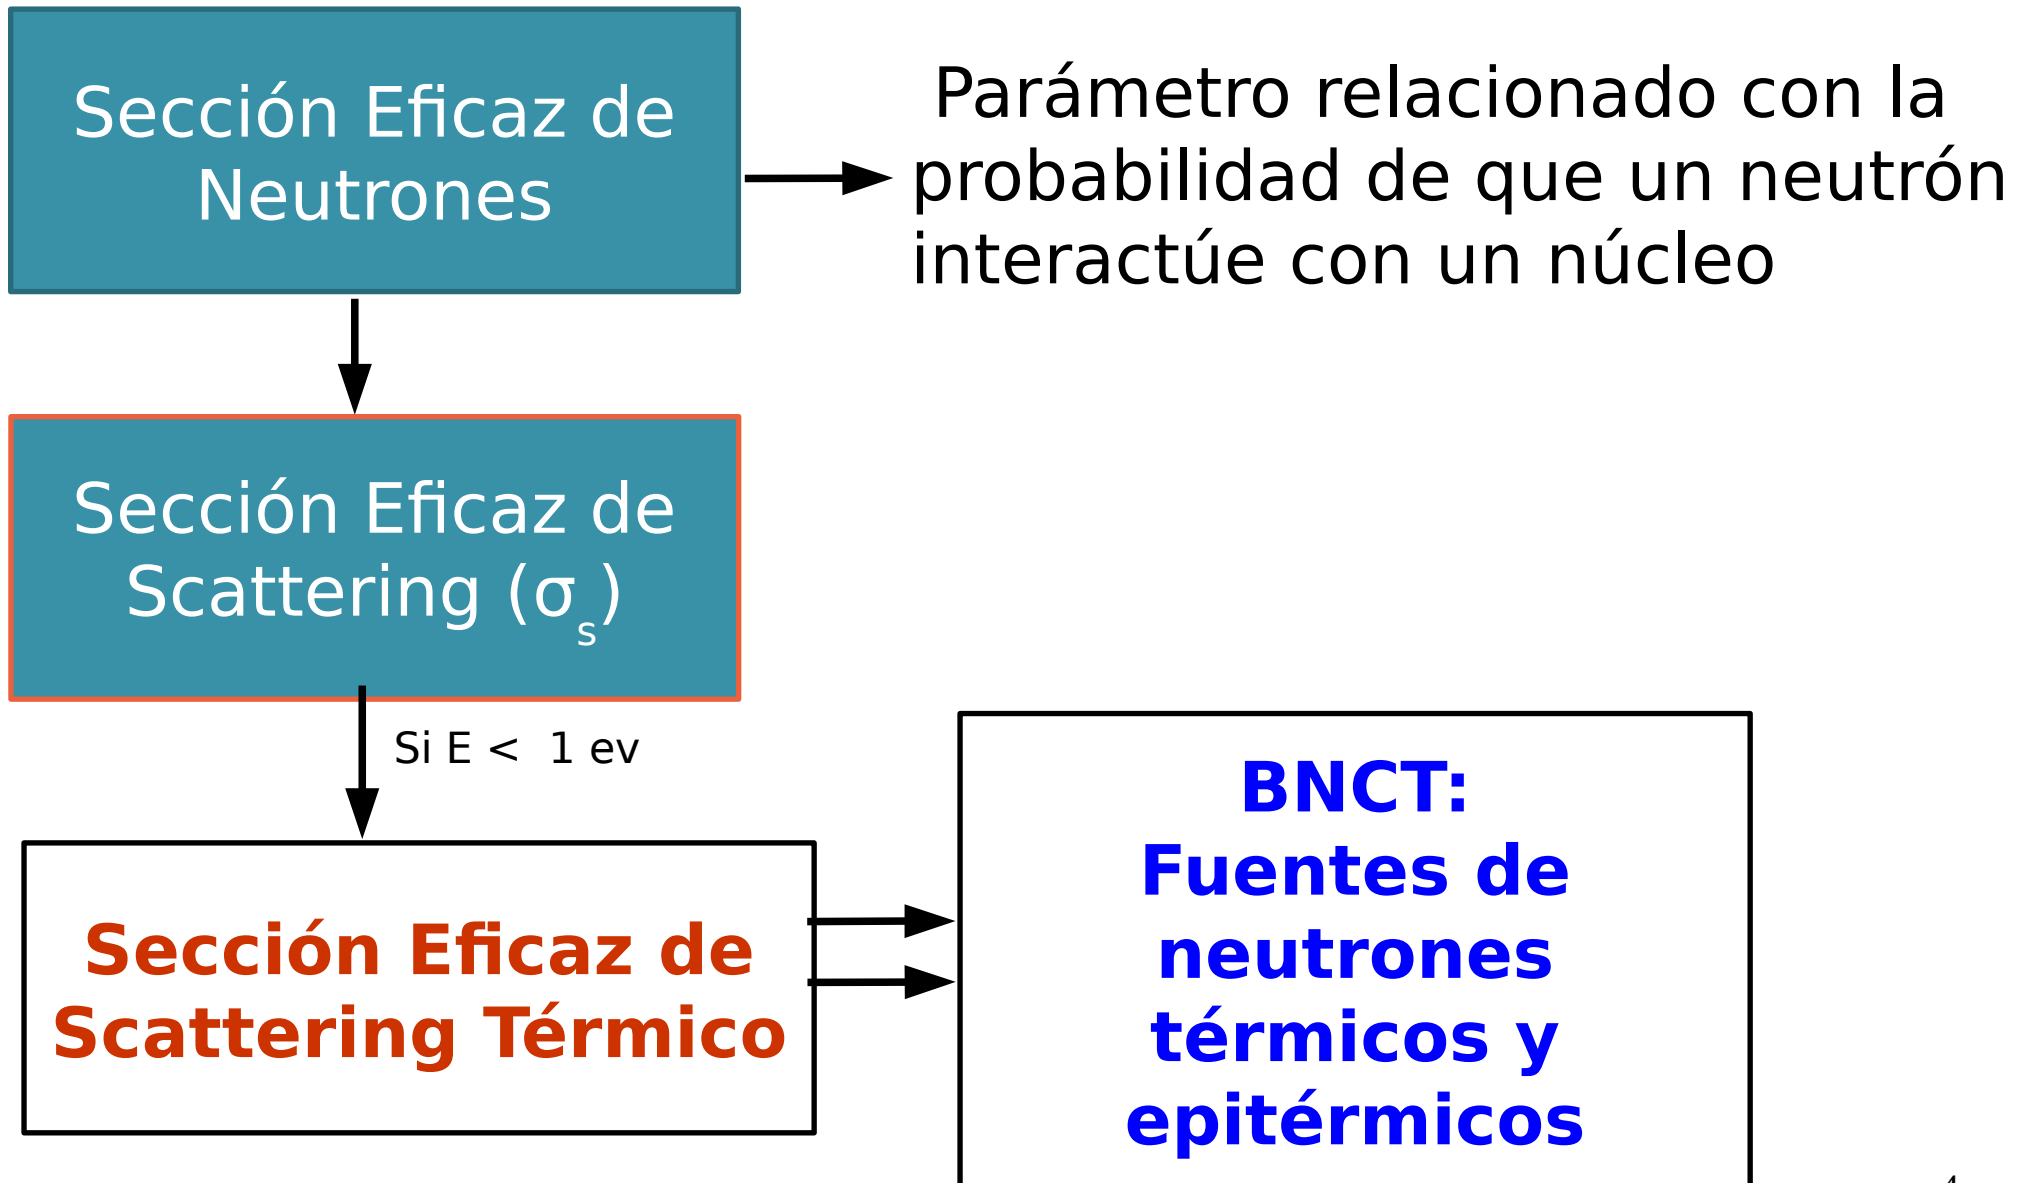 Sección Eficaz de
Neutrones
Parámetro relacionado con la
probabilidad de que un neutrón
interactúe con un núcleo
Sección Eficaz de
Scattering (σs)
Si E < 1 ev
Sección Eficaz de
Scattering Térmico
BNCT:
Fuentes de
neutrones
térmicos y
epitérmicos